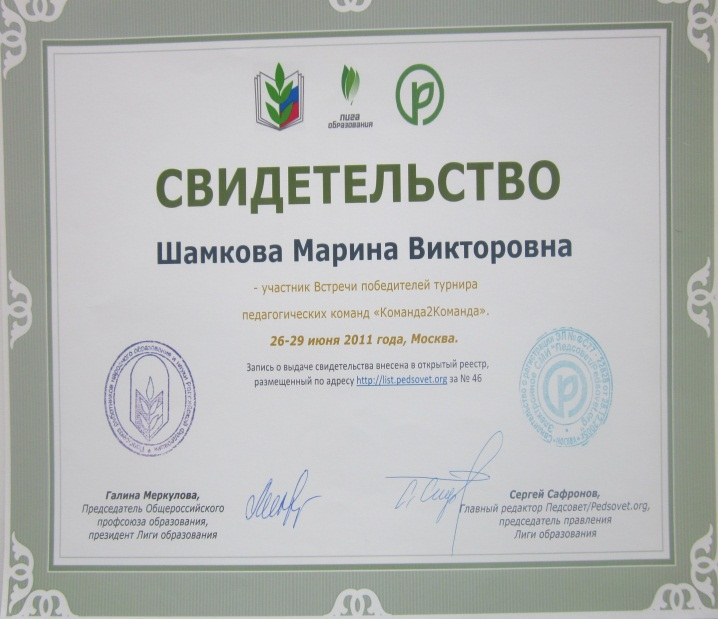 лига
образования
СВИДЕТЕЛЬСТВО
Шамкова Марина Викторовна
- участник Встречи победителей турнира
педагогических команд «Команда2Команда».
26-29 июня 2011 года, Москва.
Запись о выдаче свидетельства внесена в открытый реестр,
размещенный по адресу http://list.pedsovet.org за № 46
Галина Меркулова,
Председатель Общероссийского
профсоюза образования,
президент Лиги образования
Сергей Сафронов,
Главный редактор Педсовет/Pedsovet.org,
председатель правления
Лиги образования